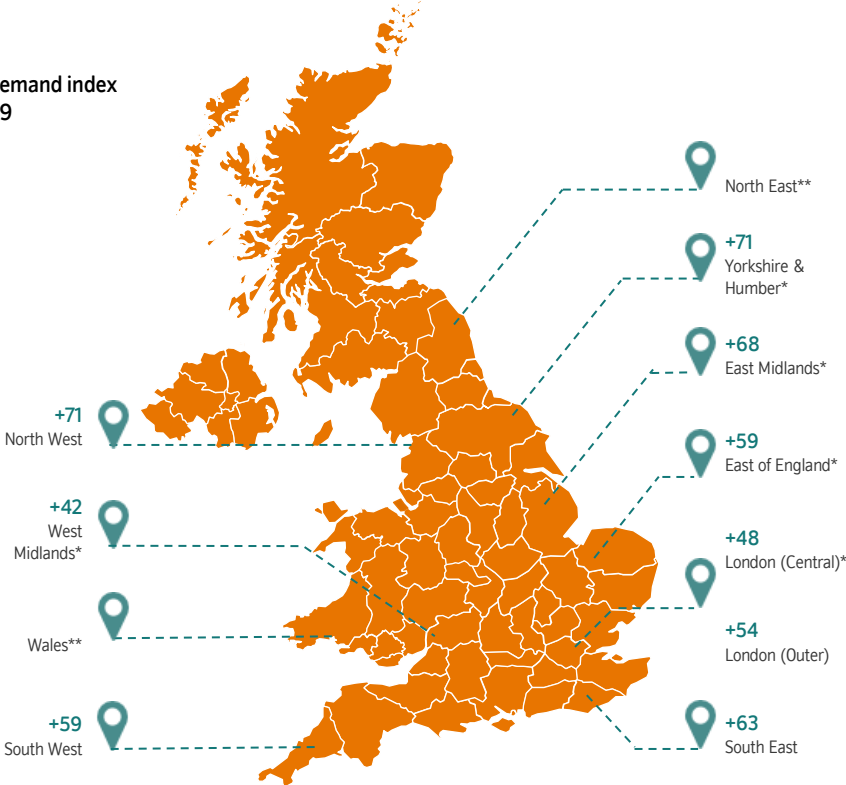 emand index
9
North East**
+71
Yorkshire &
Humber*
+68
East Midlands*
+59
East of England*
+48
London (Central)*
+54
London (Outer)
+63
South East
+71
North West
+42
West
Midlands*
Wales**
+59
South West